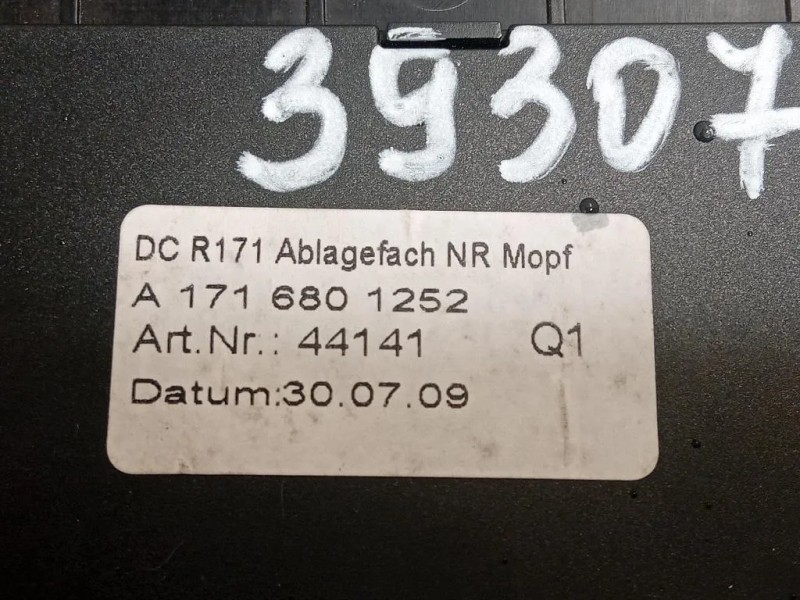 39307
DC R171 Ablagefach NR Mopf
A 171 680 1252
Art.Nr.: 44141 Q1
Datum:30.07.09